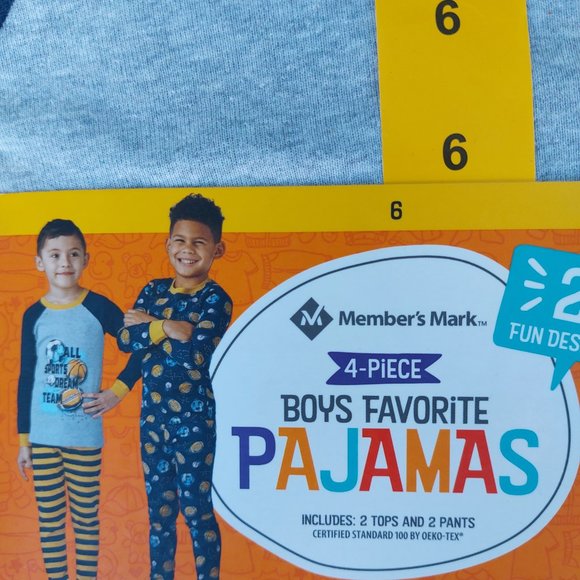 6
6
6
2
FUN DES
M Member's Mark™
4-PiECE
BOYS FAVORiTE
PAJAMAS
INCLUDES: 2 TOPS AND 2 PANTS
CERTIFIED STANDARD 100 BY OEKO-TEX®
ALL
SPORTS
DREAM
TEAM